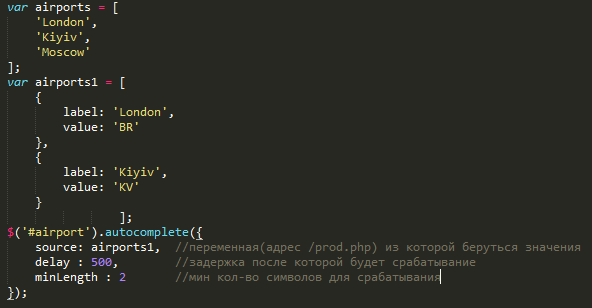 var airports = [
    'London',
    'Kiyiv',
    'Moscow'
];
var airports1 = [
    {
        label: 'London',
        value: 'BR'
    },
    {
        label: 'Kiyiv',
        value: 'KV'
    }
                ];
$('#airport').autocomplete({
    source: airports1,  //переменная(адрес /prod.php) из которой беруться значения
    delay : 500,        //задержка после которой будет срабатывание
    minLength : 2       //мин кол-во символов для срабатывания
});